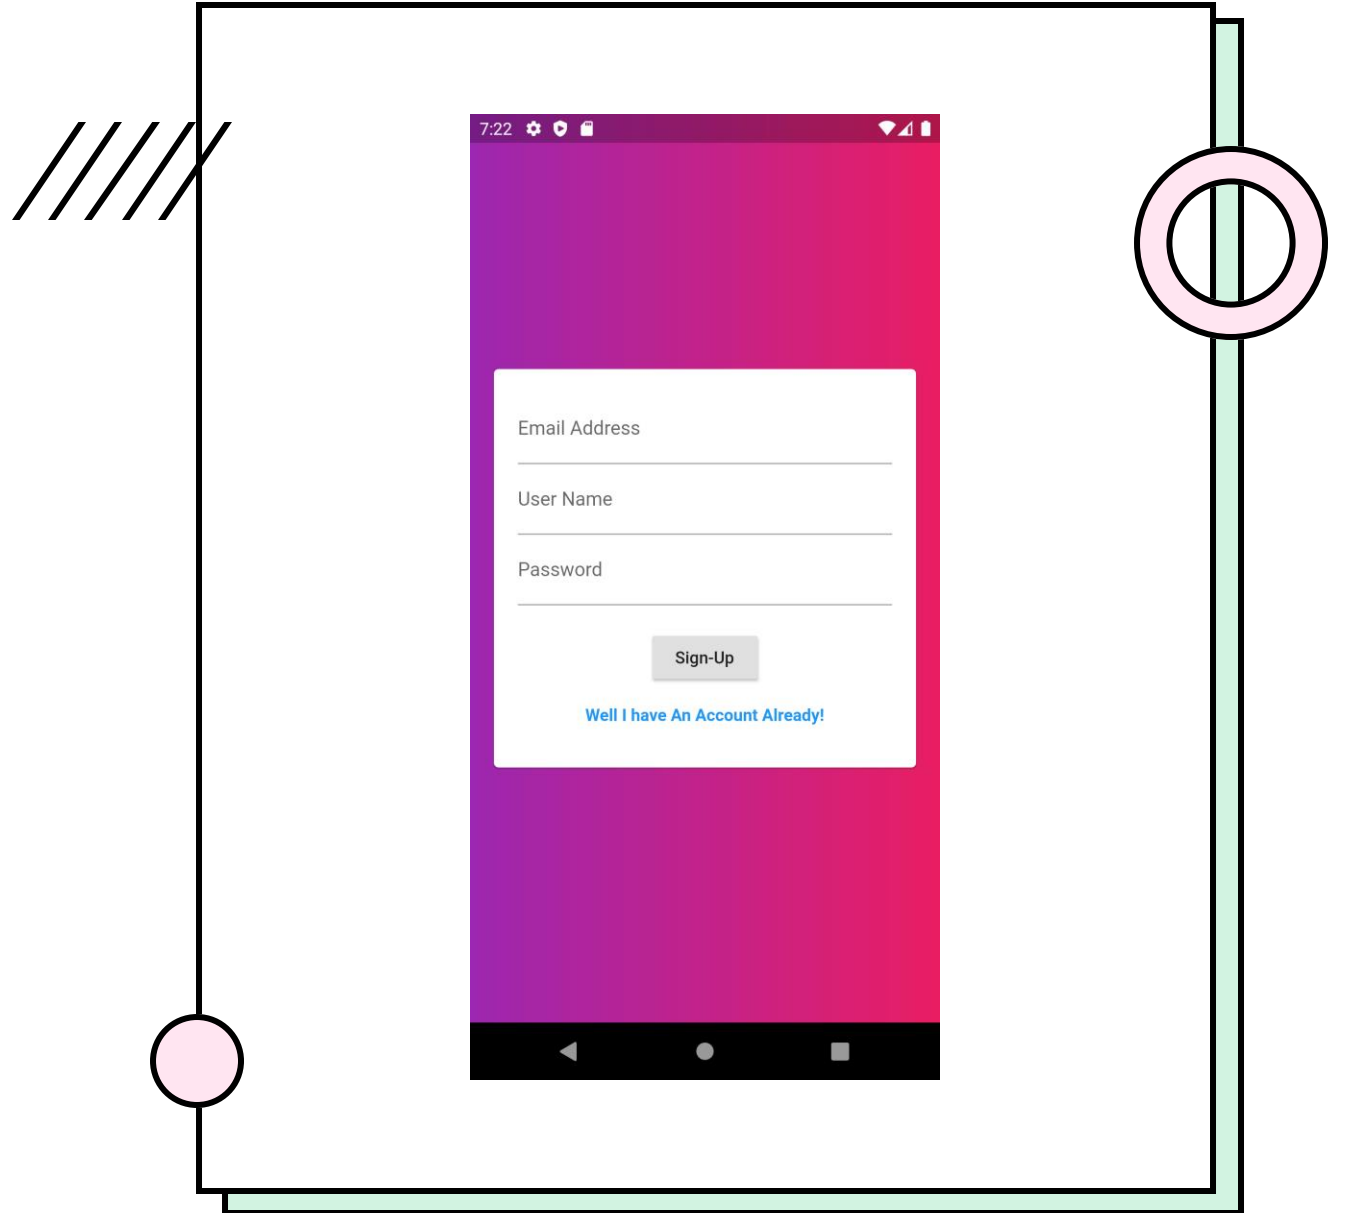 7:22
Email Address
User Name
Password
Sign-Up
Well I have An Account Already!